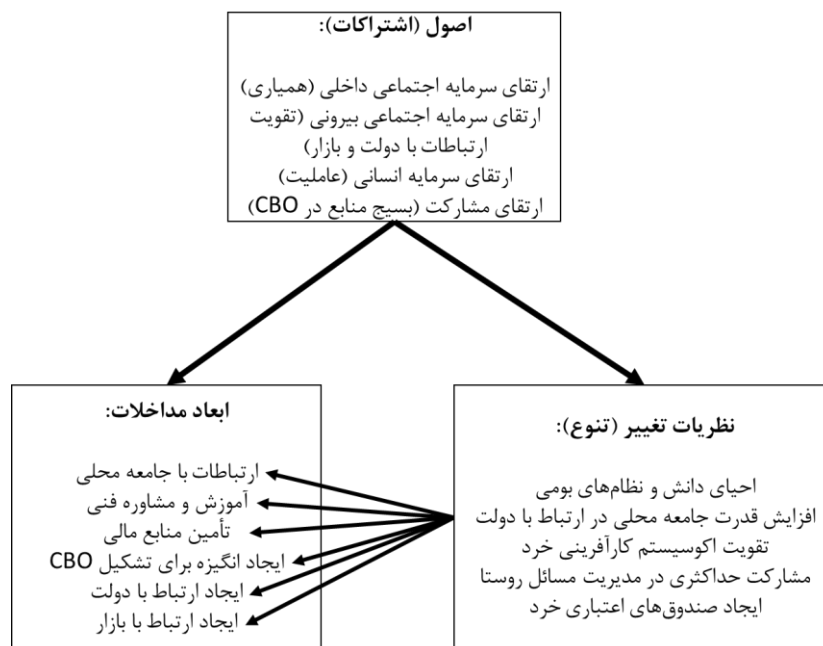 اصول (اشتراکات):
ارتقای سرمایه اجتماعی داخلی (همیاری)
ارتقای سرمایه اجتماعی بیرونی (تقویت
ارتباطات با دولت و بازار)
ارتقای سرمایه انسانی (عاملیت)
ارتقای مشارکت (بسیج منابع در CBO)
نظریات تغییر (تنوع):
احیای دانش و نظام‌های بومی
افزایش قدرت جامعه محلی در ارتباط با دولت
تقویت اکوسیستم کارآفرینی خرد
مشارکت حداکثری در مدیریت مسائل روستا
ایجاد صندوق‌های اعتباری خرد
ابعاد مداخلات:
ارتباطات با جامعه محلی
آموزش و مشاوره فنی
تأمین منابع مالی
ایجاد انگیزه برای تشکیل CBO
ایجاد ارتباط با دولت
ایجاد ارتباط با بازار